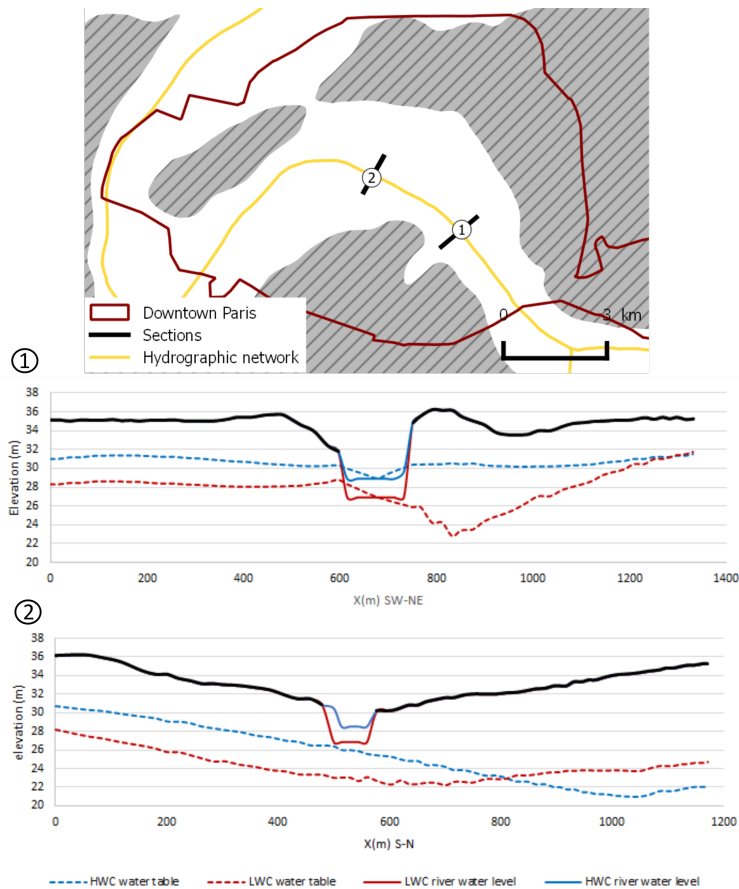 2
1
Downtown Paris
Sections
Hydrographic network
0 3 km
1
38
36
34
32
30
28
26
24
22
20
Elevation (m)
0 200 400 600 800 1000 1200 1400
X(m) SW-NE
2
38
36
34
32
30
28
26
24
22
20
elevation (m)
0 200 400 600 800 1000 1200
X(m) S-N
HWC water table LWC water table LWC river water level HWC river water level